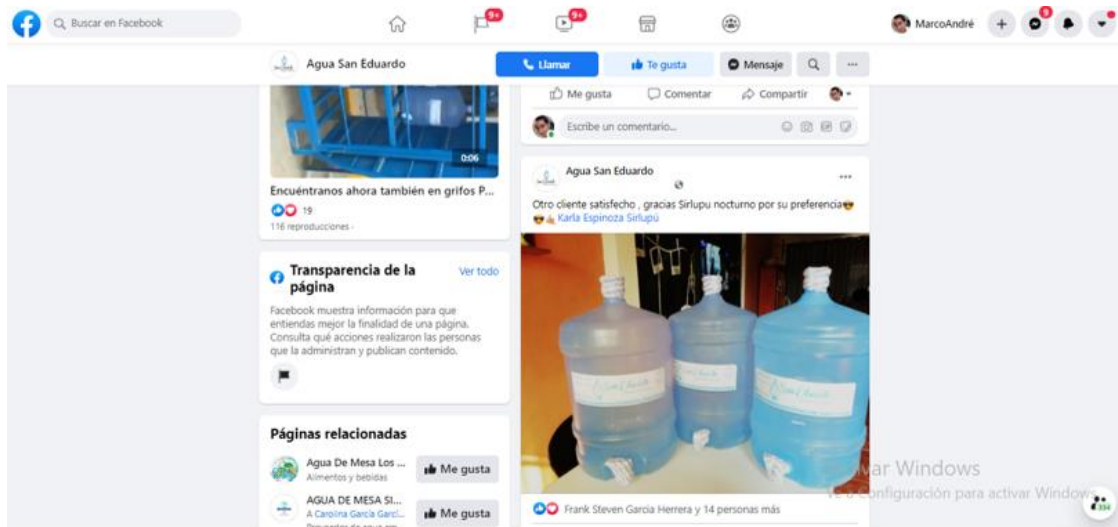 Buscar en Facebook
9+
9+
MarcoAndré
9
Agua San Eduardo
Llamar
Te gusta
Mensaje
0:06
Encuéntranos ahora también en grifos P...
19
116 reproducciones ·
Transparencia de la página
Ver todo
Facebook muestra información para que
entiendas mejor la finalidad de una página.
Consulta qué acciones realizaron las personas
que la administran y publican contenido.
Páginas relacionadas
Agua De Mesa Los ...
Alimentos y bebidas
Me gusta
AGUA DE MESA SI...
A Carolina García Garcí...
Me gusta
Me gusta
Comentar
Compartir
Escribe un comentario...
Agua San Eduardo
Otro cliente satisfecho , gracias Sirlupu nocturno por su preferencia
Karla Espinoza Sirlupú
Frank Steven Garcia Herrera y 14 personas más
Windows
Configuración para activar Windows